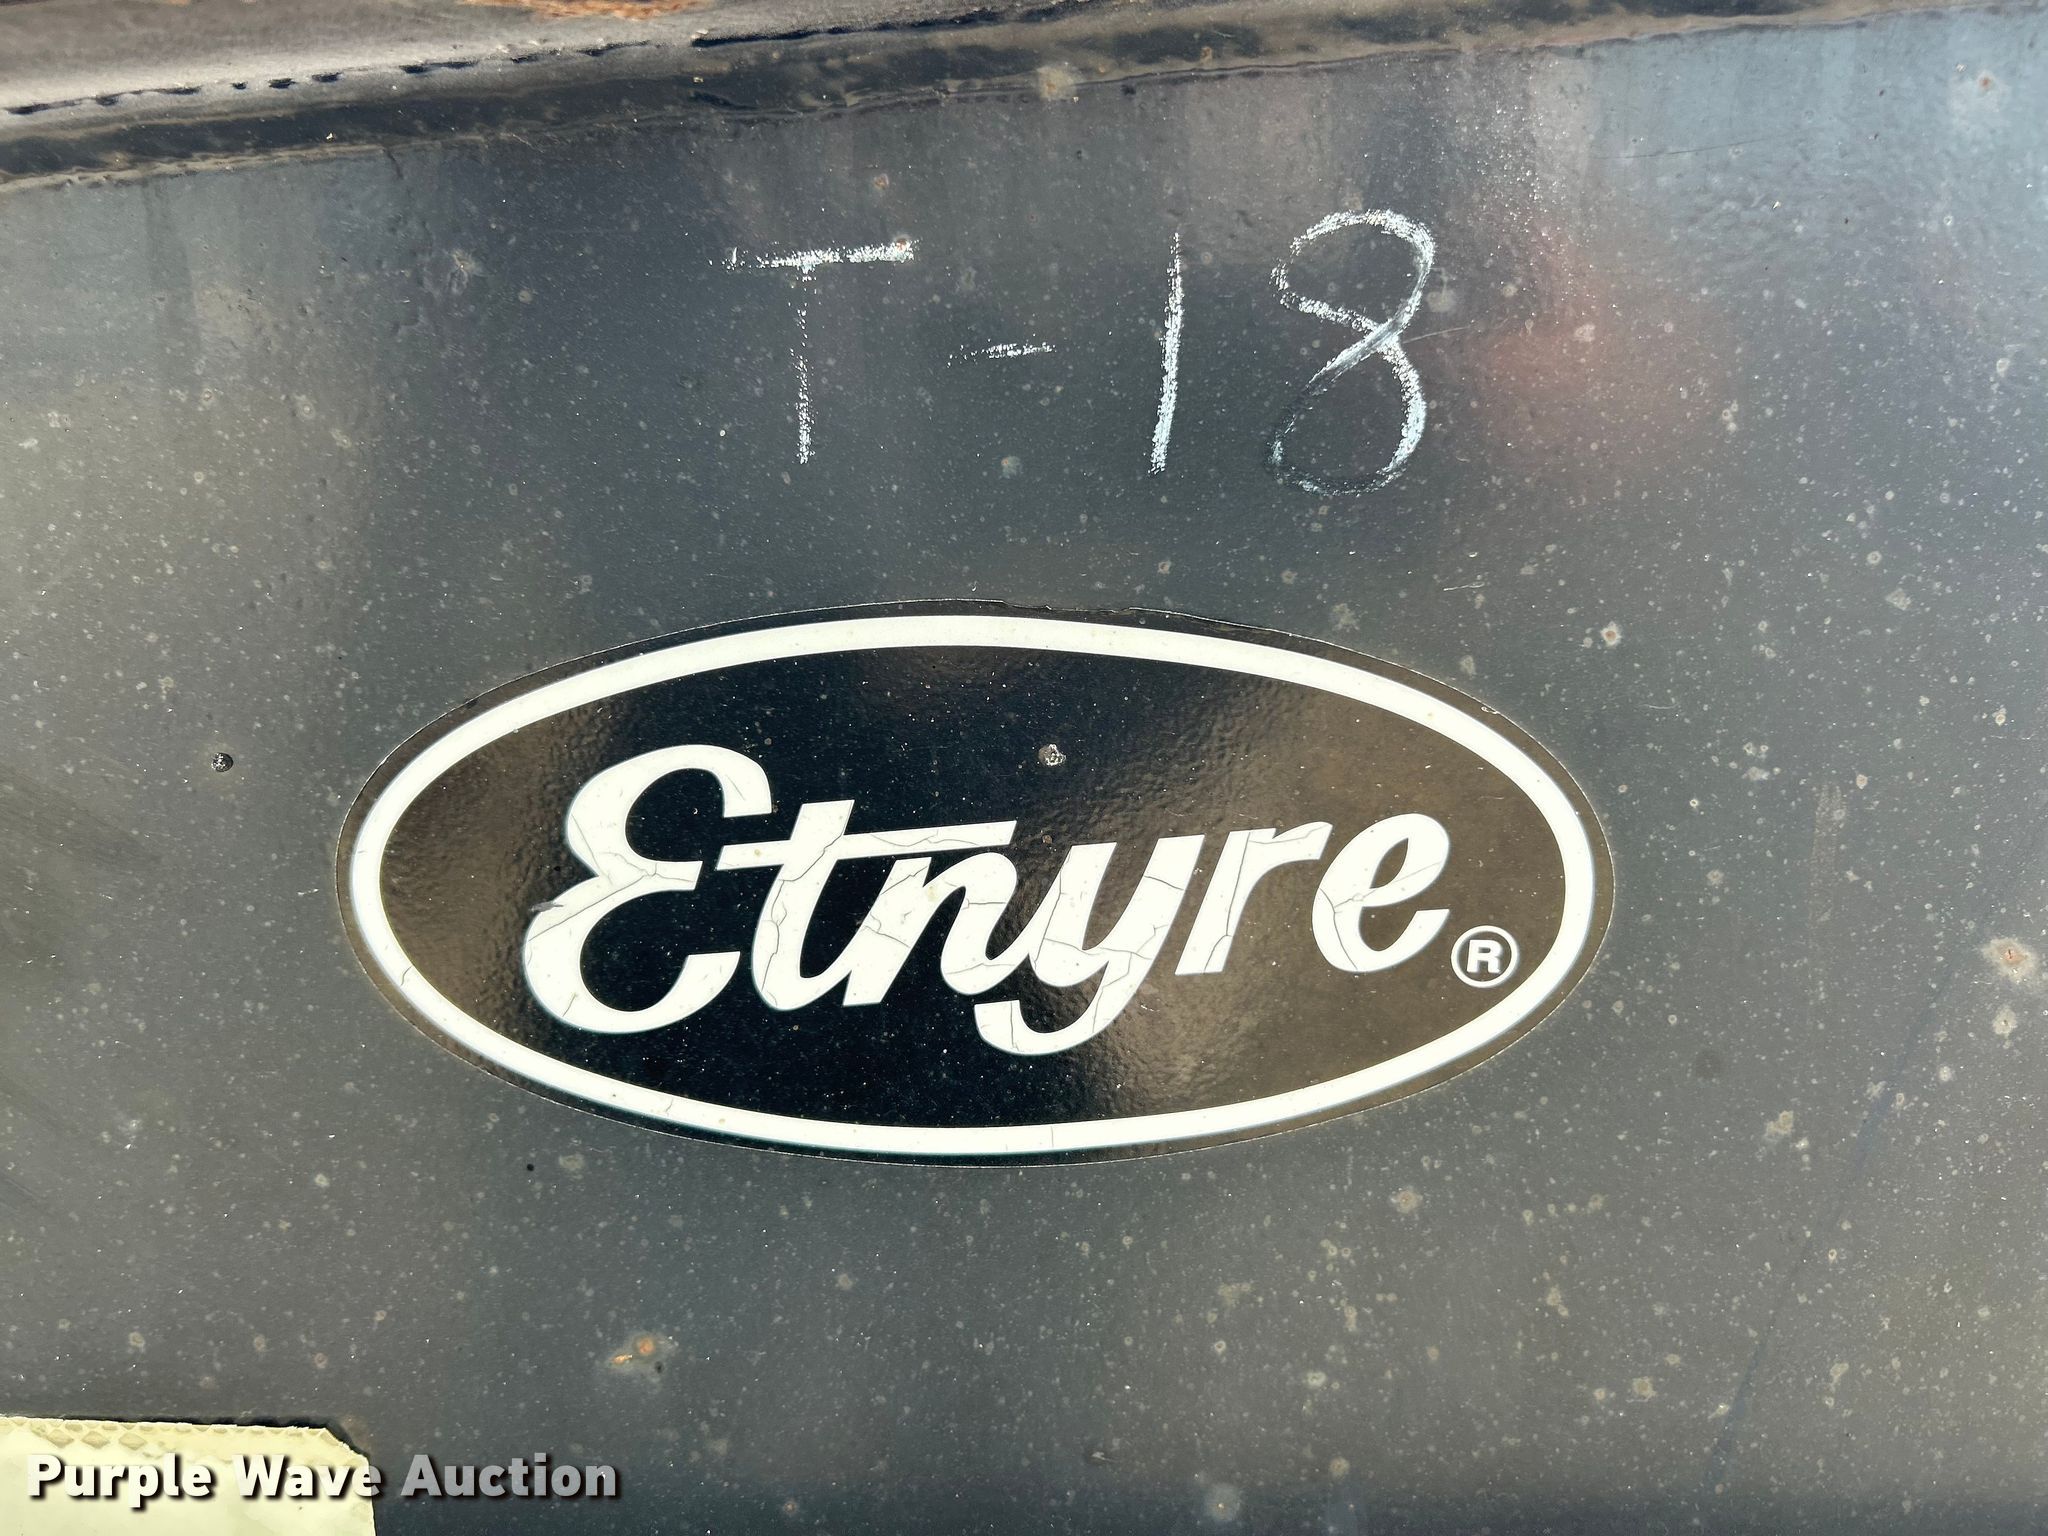 T-18
Etnyre®
Purple Wave Auction